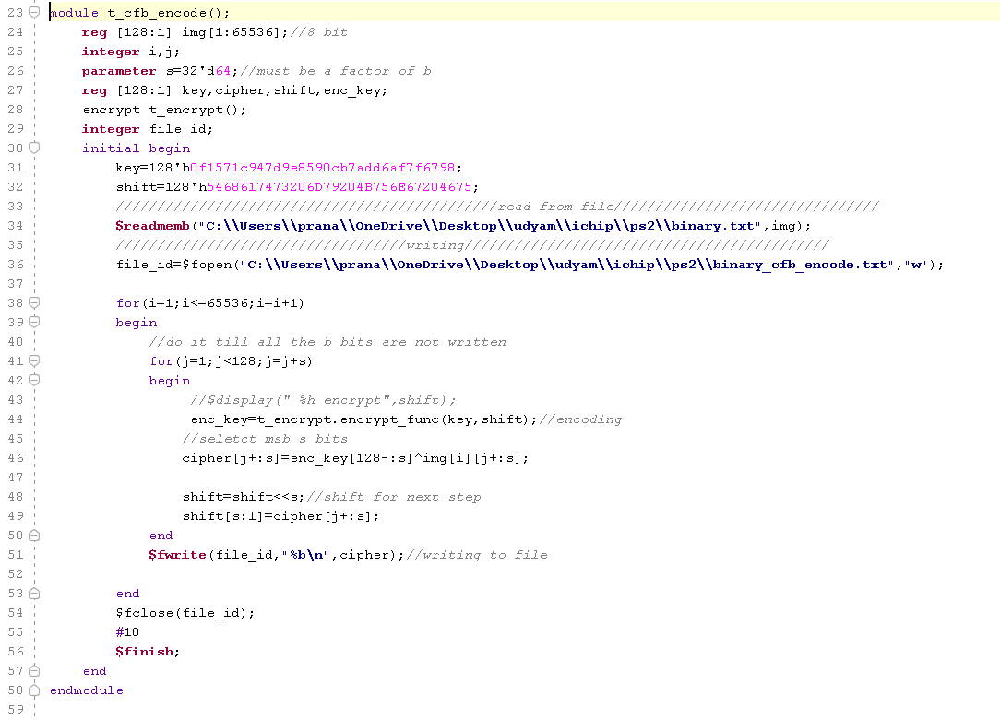 23 module t_cfb_encode();
24 reg [128:1] img[1:65536];//8 bit
25 integer i,j;
26 parameter s=32'd64;//must be a factor of b
27 reg [128:1] key,cipher,shift,enc_key;
28 encrypt t_encrypt();
29 integer file_id;
30 initial begin
31 key=128'h0f1571c947d9e8590cb7add6af7f6798;
32 shift=128'h5468617473206D79204B756E67204675;
33 //////////////////////////////////////////////read from file////////////////////////////////
34 $readmemb("C:\\Users\\prana\\OneDrive\\Desktop\\udyam\\ichip\\ps2\\binary.txt",img);
35 ///////////////////////////////////writing////////////////////////////////////////////
36 file_id=$fopen("C:\\Users\\prana\\OneDrive\\Desktop\\udyam\\ichip\\ps2\\binary_cfb_encode.txt","w");
37
38 for(i=1;i<=65536;i=i+1)
39 begin
40 //do it till all the b bits are not written
41 for(j=1;j<128;j=j+s)
42 begin
43 //$display(" %h encrypt",shift);
44 enc_key=t_encrypt.encrypt_func(key,shift);//encoding
45 //seletct msb s bits
46 cipher[j+:s]=enc_key[128-:s]^img[i][j+:s];
47
48 shift=shift<<s;//shift for next step
49 shift[s:1]=cipher[j+:s];
50 end
51 $fwrite(file_id,"%b\n",cipher);//writing to file
52
53 end
54 $fclose(file_id);
55 #10
56 $finish;
57 end
58 endmodule
59